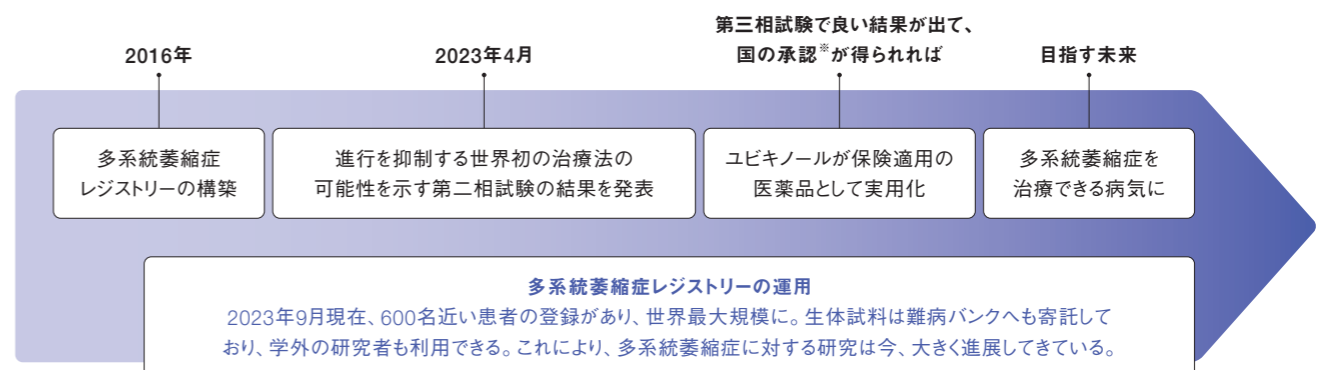 2016年
多系統萎縮症
レジストリーの構築
2023年4月
進行を抑制する世界初の治療法の
可能性を示す第二相試験の結果を発表
第三相試験で良い結果が出て、
国の承認※が得られれば
ユビキノールが保険適用の
医薬品として実用化
目指す未来
多系統萎縮症を
治療できる病気に
多系統萎縮症レジストリーの運用
2023年9月現在、600名近い患者の登録があり、世界最大規模に。生体試料は難病バンクへも寄託して
おり、学外の研究者も利用できる。これにより、多系統萎縮症に対する研究は今、大きく進展してきている。